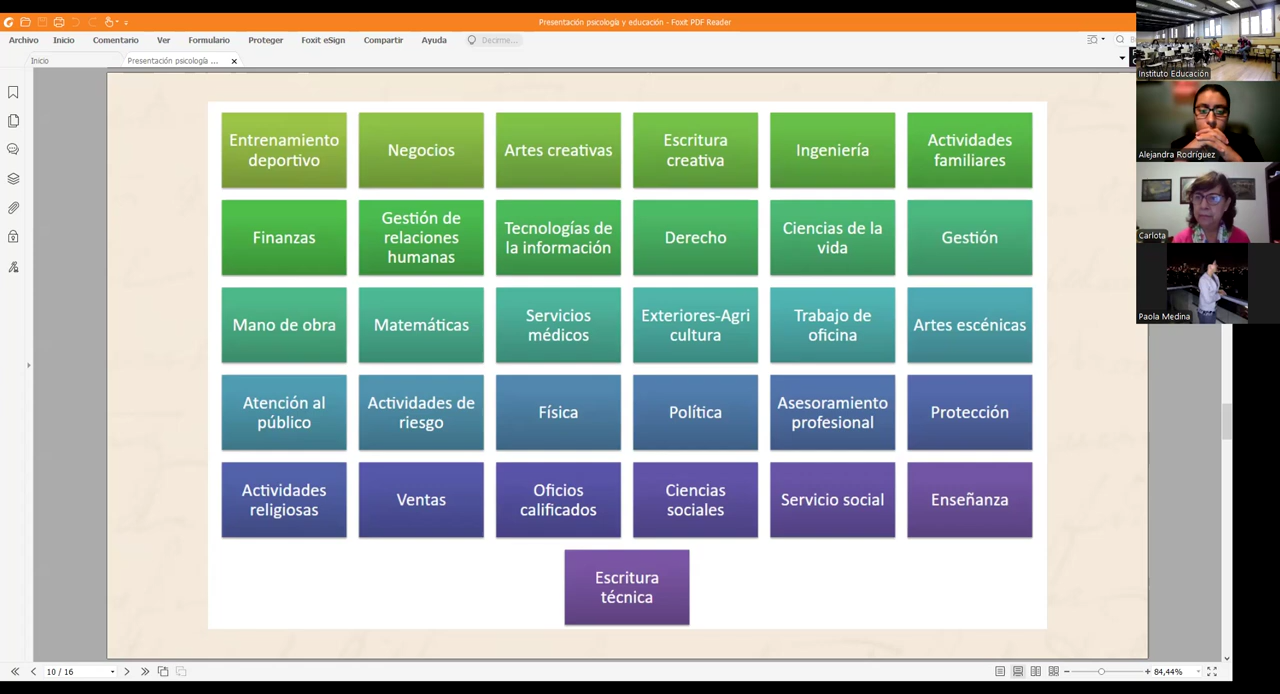 Presentación psicología y educación - Foxit PDF Reader
Archivo Inicio Comentario Ver Formulario Proteger Foxit eSign Compartir Ayuda Decirme...
Inicio Presentación psicología ...
Entrenamiento
deportivo
Negocios
Artes creativas
Escritura
creativa
Ingeniería
Actividades
familiares
Finanzas
Gestión de
relaciones
humanas
Tecnologías de
la información
Derecho
Ciencias de la
vida
Gestión
Mano de obra
Matemáticas
Servicios
médicos
Exteriores-Agri
cultura
Trabajo de
oficina
Artes escénicas
Atención al
público
Actividades de
riesgo
Física
Política
Asesoramiento
profesional
Protección
Actividades
religiosas
Ventas
Oficios
calificados
Ciencias
sociales
Servicio social
Enseñanza
Escritura
técnica
Instituto Educación
Alejandra Rodríguez
Carlota
Paola Medina
10 / 16
84,44%